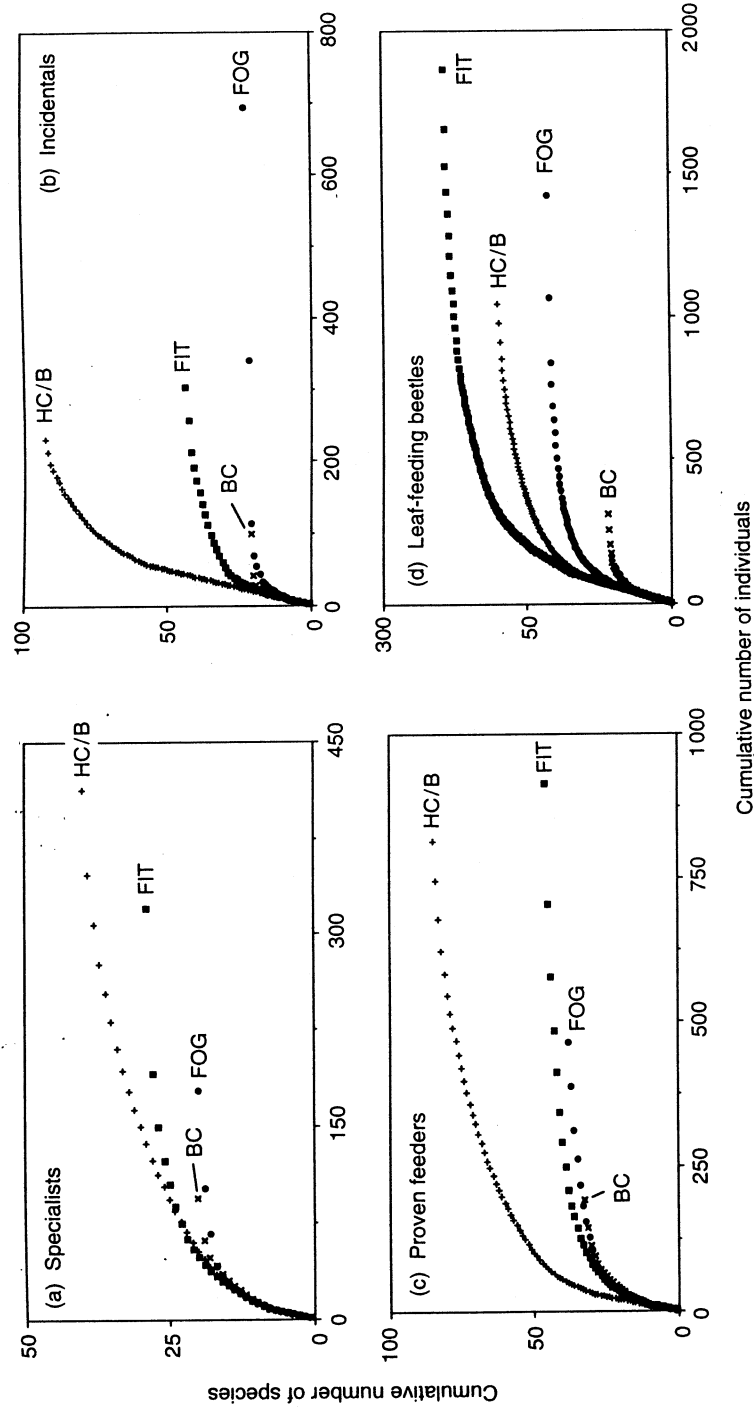 (a) Specialists
50
25
0
0
150
300
450
HC/B
FIT
BC
FOG
(b) Incidentals
100
50
0
0
200
400
600
800
HC/B
FIT
BC
FOG
(c) Proven feeders
100
50
0
0
250
500
750
1000
HC/B
FIT
FOG
BC
(d) Leaf-feeding beetles
300
50
0
0
500
1000
1500
2000
FIT
HC/B
FOG
BC
Cumulative number of species
Cumulative number of individuals